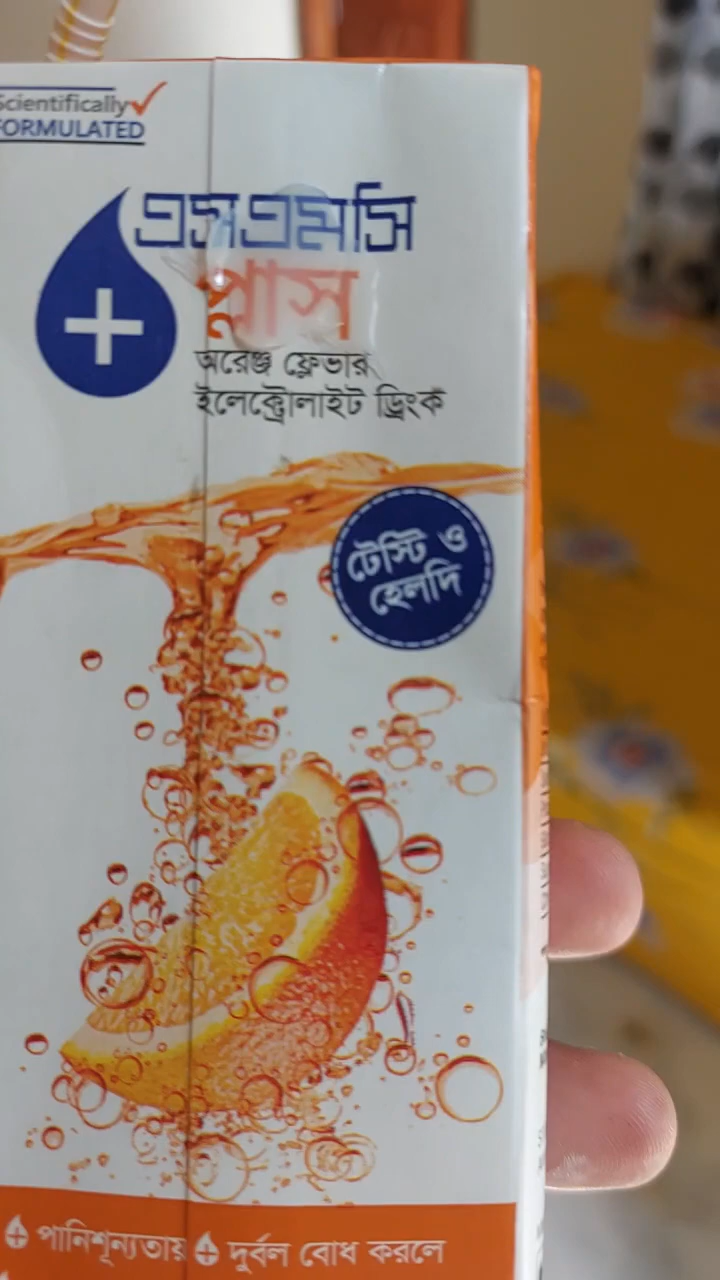 Scientifically
FORMULATED
এসএমসি
প্লাস
অরেঞ্জ ফ্লেভার
ইলেক্ট্রোলাইট ড্রিংক
টেস্টি ও
হেলদি
পানিশূন্যতায় দুর্বল বোধ করলে